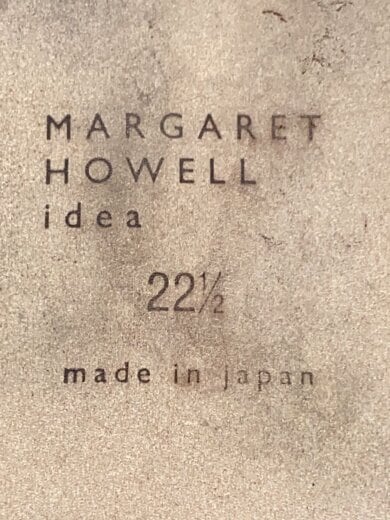 MARGARET
HOWELL
idea
22½
made in japan